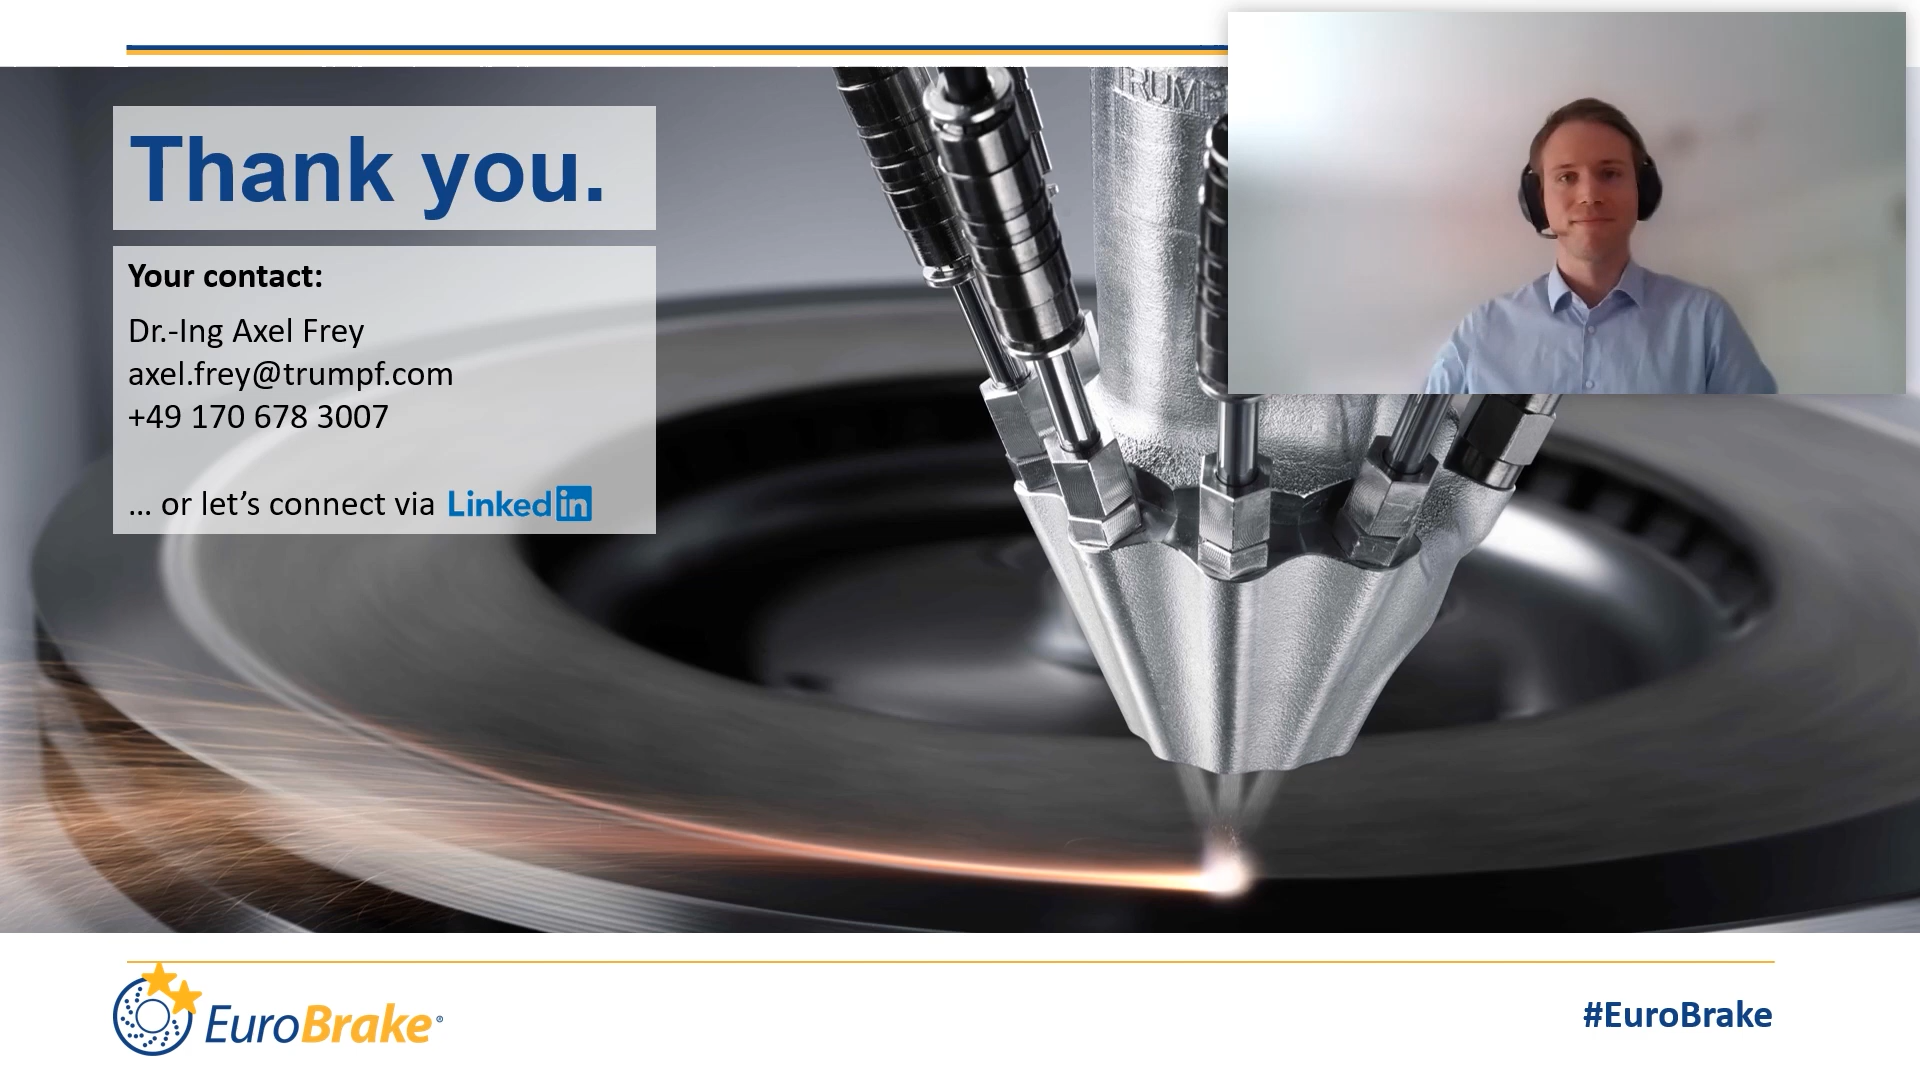 Thank you.
Your contact:
Dr.-Ing Axel Frey
axel.frey@trumpf.com
+49 170 678 3007
... or let’s connect via Linkedin
EuroBrake®
#EuroBrake